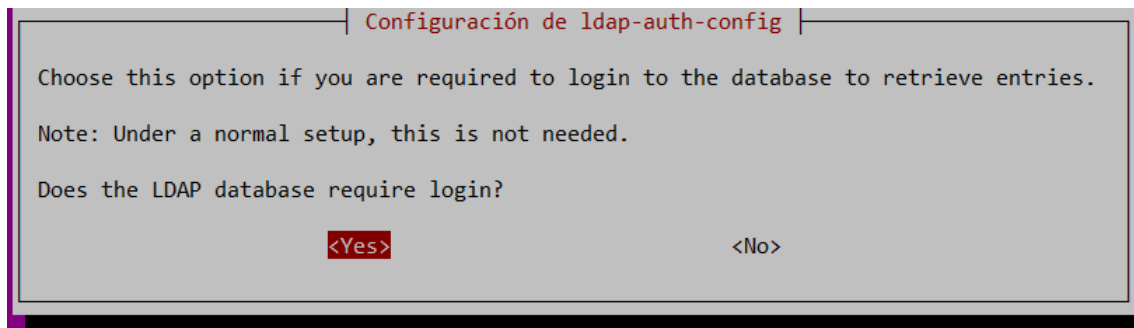 Configuración de ldap-auth-config
Choose this option if you are required to login to the database to retrieve entries.
Note: Under a normal setup, this is not needed.
Does the LDAP database require login?
<Yes> <No>